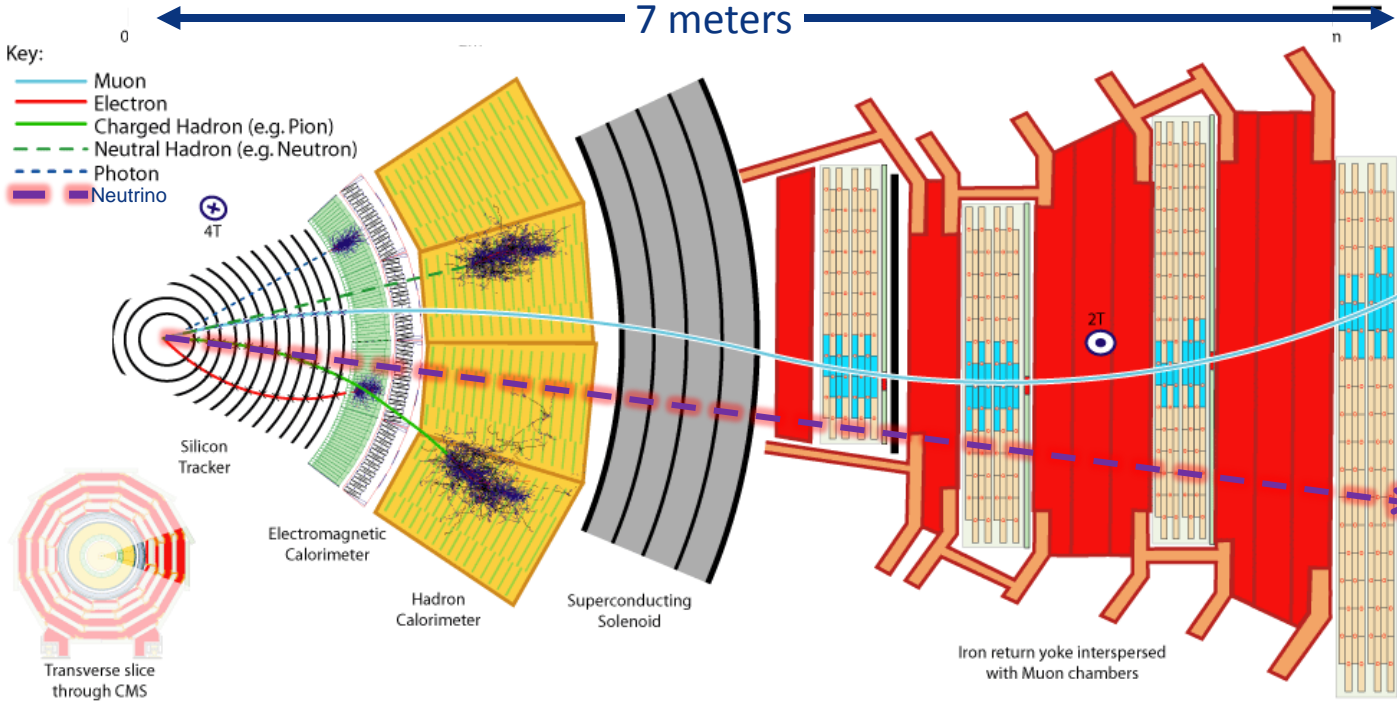 7 meters
0
m
Key:
Muon
Electron
Charged Hadron (e.g. Pion)
Neutral Hadron (e.g. Neutron)
Photon
Neutrino
4T
2T
Silicon
Tracker
Electromagnetic
Calorimeter
Hadron
Calorimeter
Superconducting
Solenoid
Iron return yoke interspersed
with Muon chambers
Transverse slice
through CMS